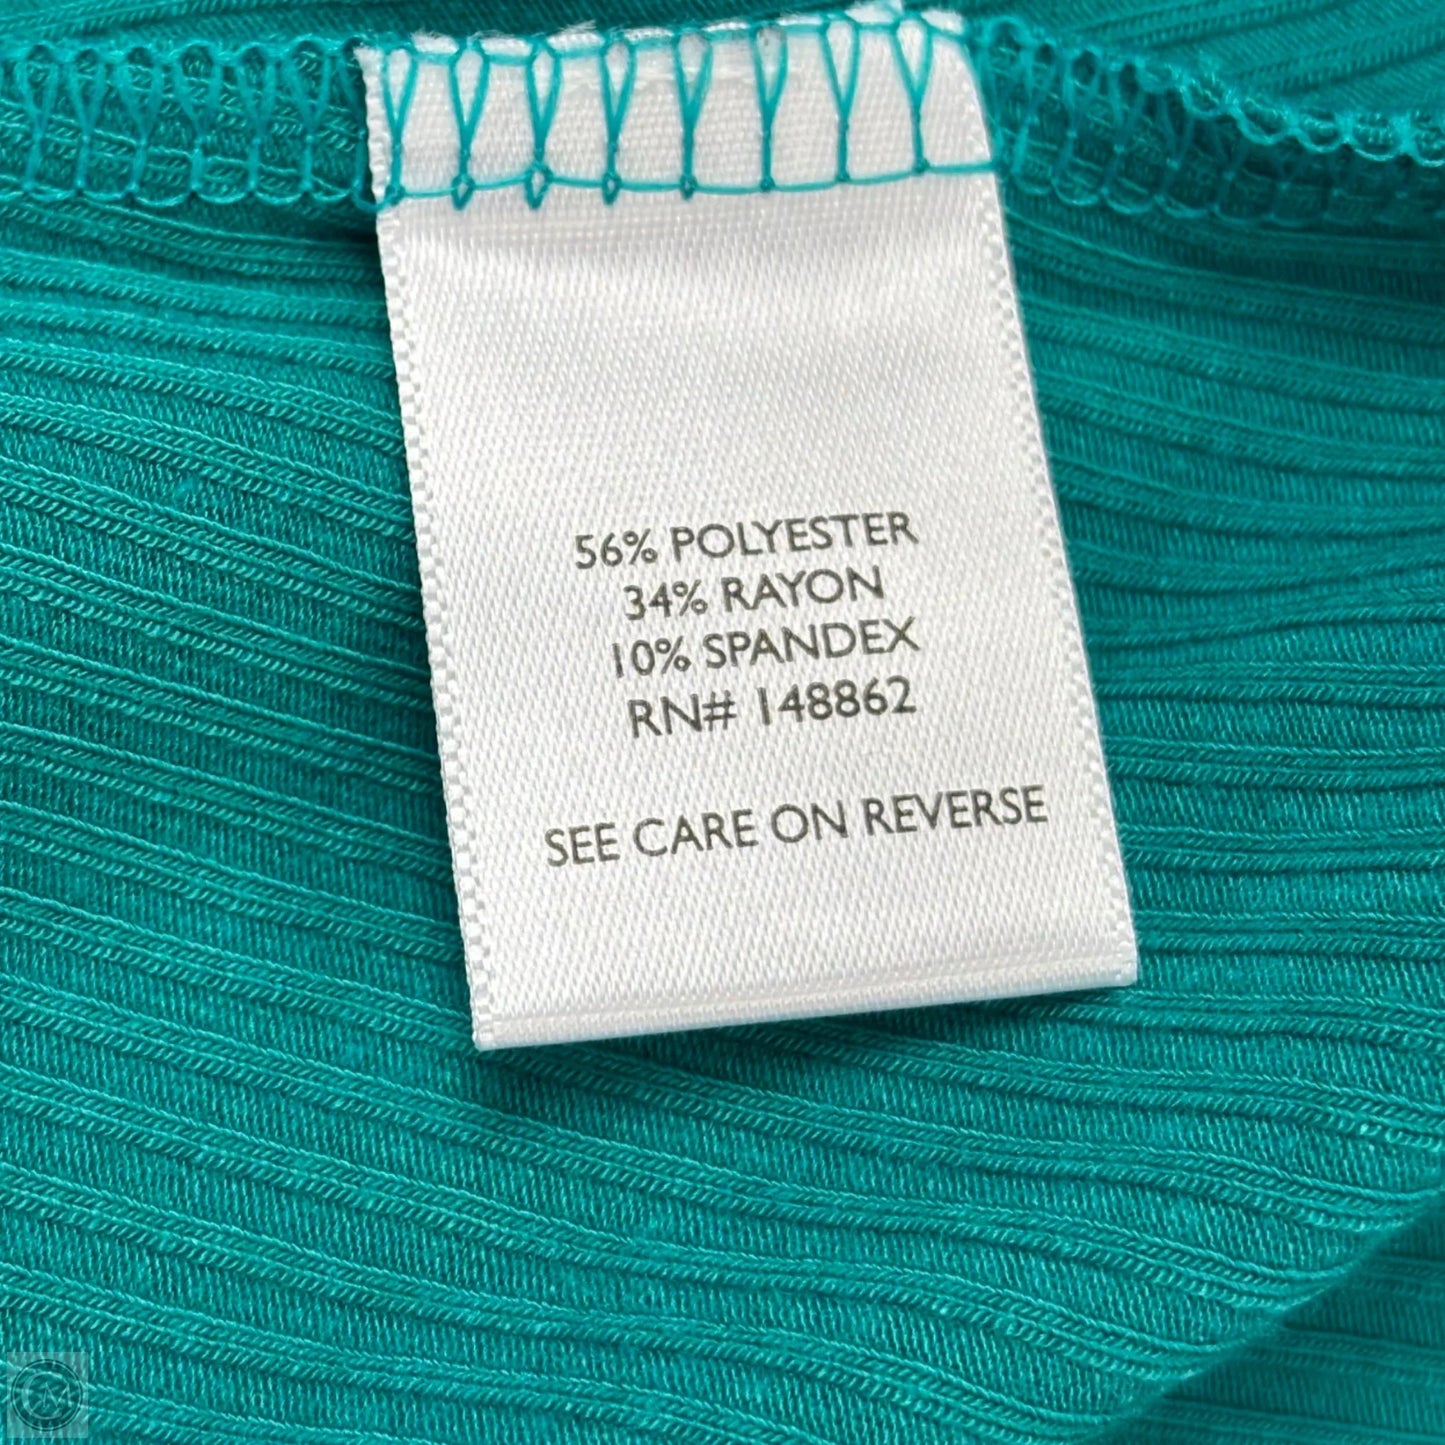 56% POLYESTER
34% RAYON
10% SPANDEX
RN# 148862
SEE CARE ON REVERSE